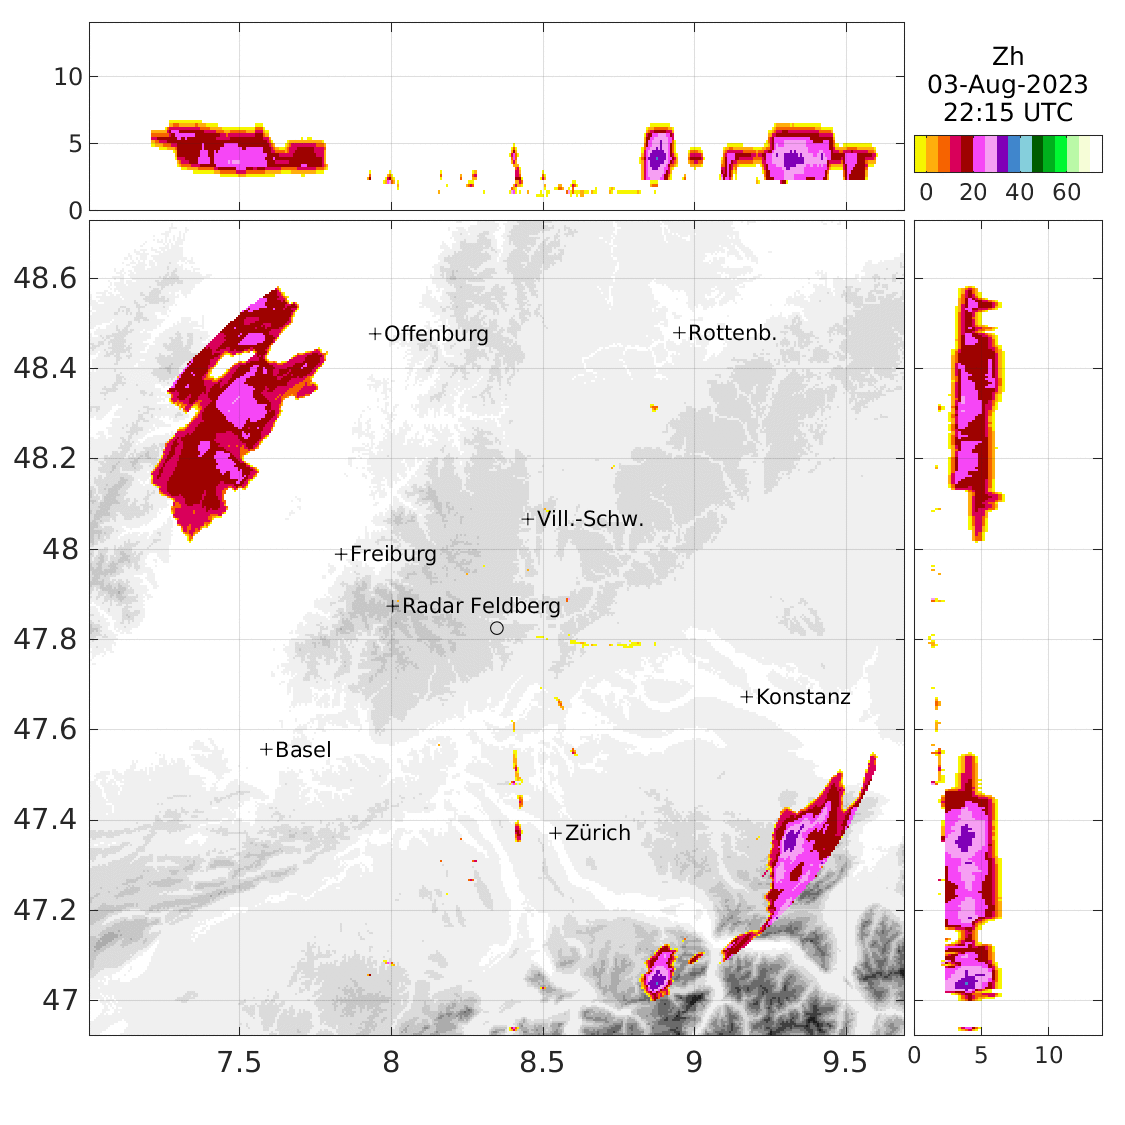 10
5
0
Zh
03-Aug-2023
22:15 UTC
0 20 40 60
48.6
48.4
48.2
48
47.8
47.6
47.4
47.2
47
Offenburg
Rottenb.
Vill.-Schw.
Freiburg
Radar Feldberg
Konstanz
Basel
Zürich
7.5 8 8.5 9 9.5
0 5 10